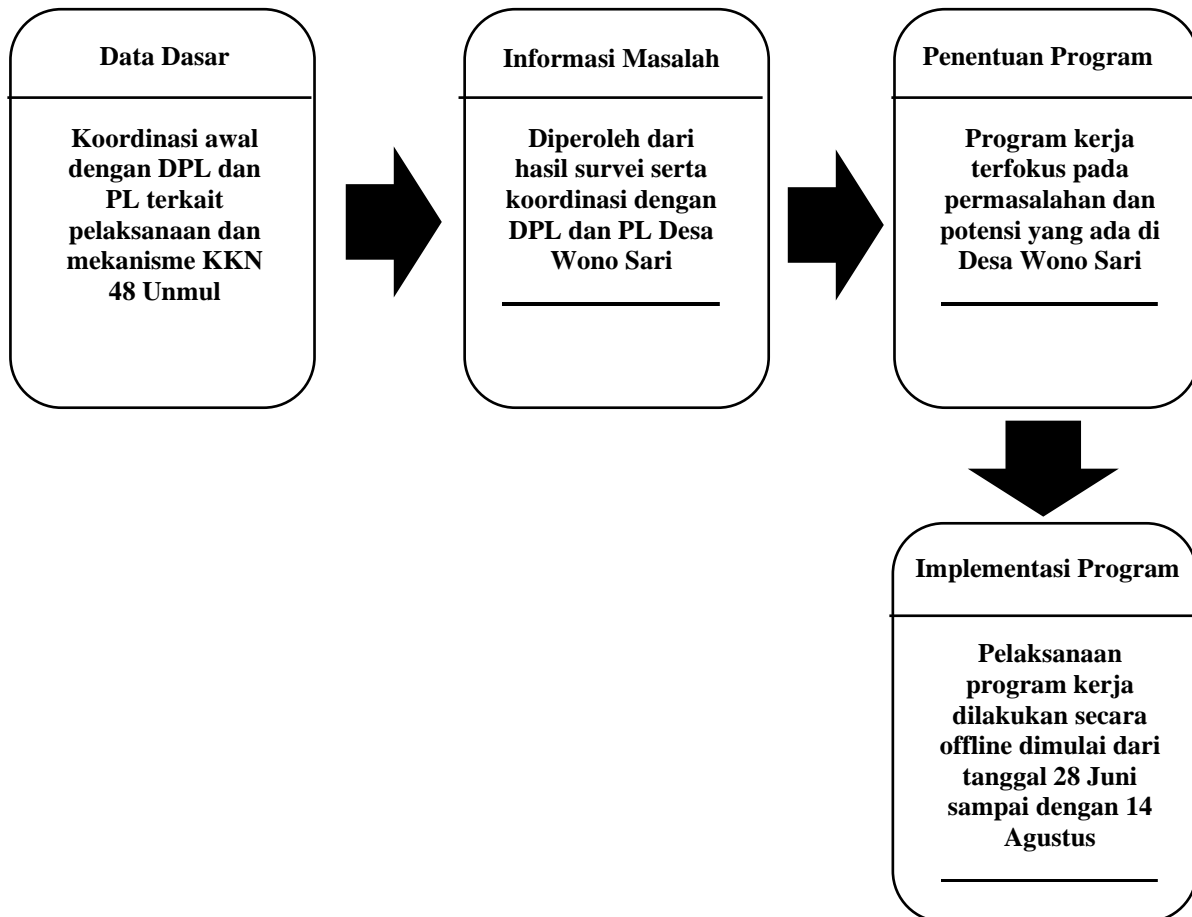 Data Dasar
Koordinasi awal
dengan DPL dan
PL terkait
pelaksanaan dan
mekanisme KKN
48 Unmul
Informasi Masalah
Diperoleh dari
hasil survei serta
koordinasi dengan
DPL dan PL Desa
Wono Sari
Penentuan Program
Program kerja
terfokus pada
permasalahan dan
potensi yang ada di
Desa Wono Sari
Implementasi Program
Pelaksanaan
program kerja
dilakukan secara
offline dimulai dari
tanggal 28 Juni
sampai dengan 14
Agustus